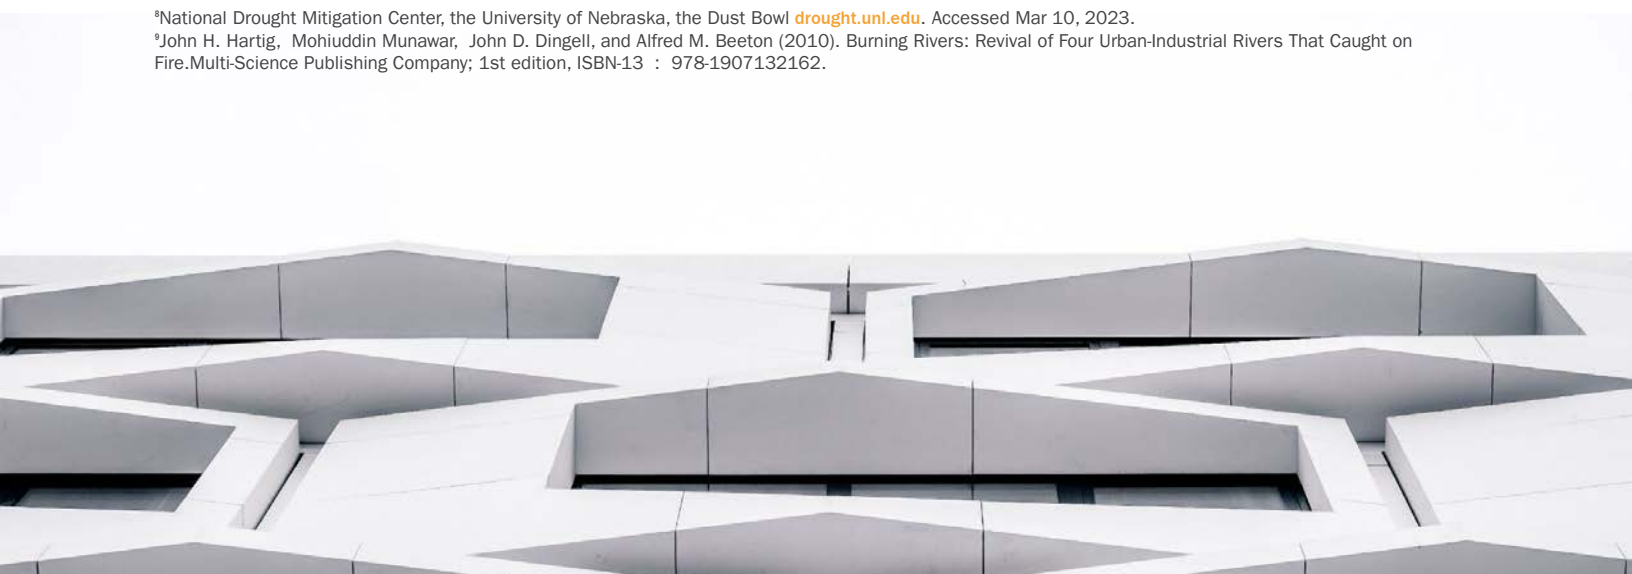 ⁸National Drought Mitigation Center, the University of Nebraska, the Dust Bowl drought.unl.edu. Accessed Mar 10, 2023.
⁹John H. Hartig,  Mohiuddin Munawar,  John D. Dingell, and Alfred M. Beeton (2010). Burning Rivers: Revival of Four Urban-Industrial Rivers That Caught on
Fire.Multi-Science Publishing Company; 1st edition, ISBN-13  :  978-1907132162.